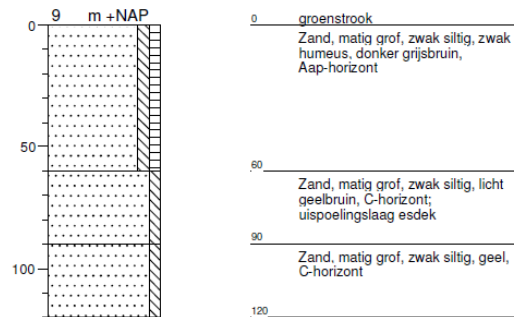 9 m +NAP
0
50
100
0 groenstrook
Zand, matig grof, zwak siltig, zwak
humeus, donker grijsbruin,
Aap-horizont
60
Zand, matig grof, zwak siltig, licht
geelbruin, C-horizont;
uispoelingslaag esdek
90
Zand, matig grof, zwak siltig, geel,
C-horizont
120